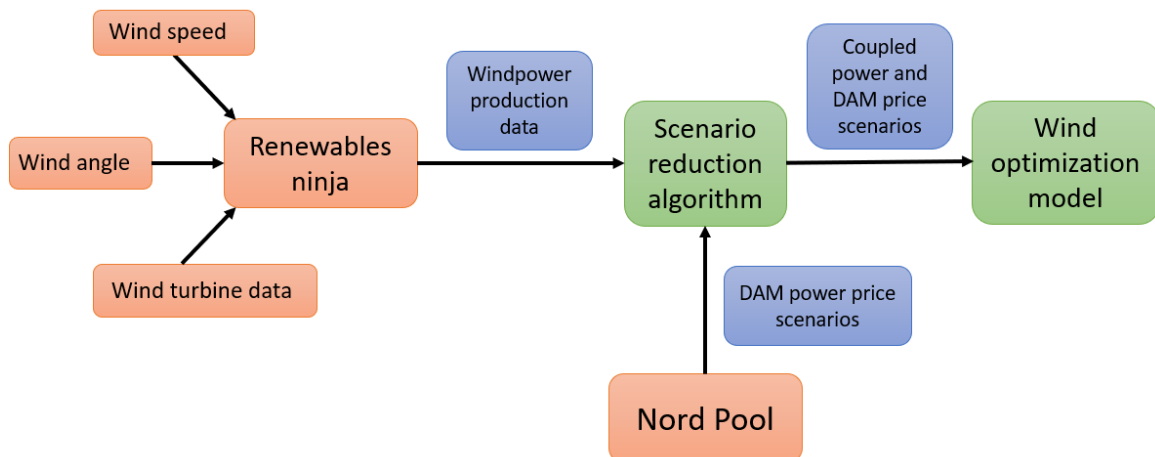 Wind speed
Wind angle
Wind turbine data
Renewables
ninja
Windpower
production
data
Scenario
reduction
algorithm
Coupled
power and
DAM price
scenarios
Wind
optimization
model
DAM power price
scenarios
Nord Pool